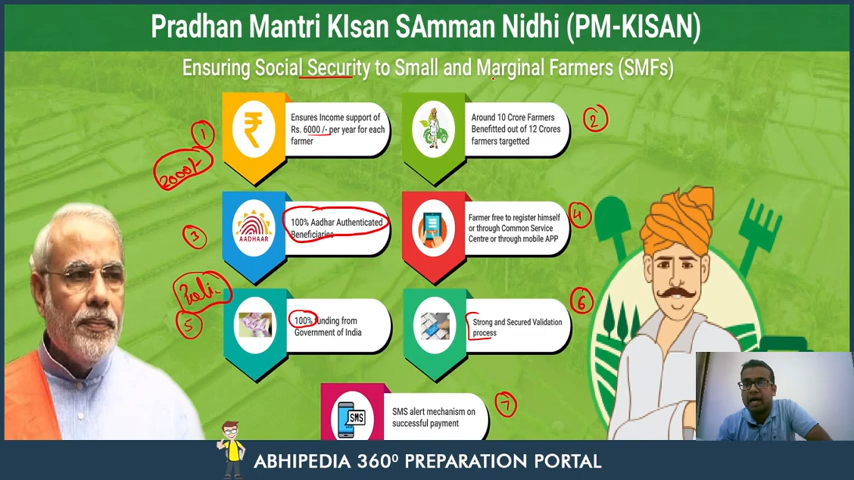 Pradhan Mantri KIsan SAmman Nidhi (PM-KISAN)
Ensuring Social Security to Small and Marginal Farmers (SMFs)
1
Ensures Income support of
Rs. 6000 /- per year for each
farmer
2000/-
Around 10 Crore Farmers
Benefitted out of 12 Crores
farmers targetted
2
3
AADHAAR
100% Aadhar Authenticated
Beneficiaries
Farmer free to register himself
or through Common Service
Centre or through mobile APP
4
5
100% funding from
Government of India
Strong and Secured Validation
process
6
SMS
SMS alert mechanism on
successful payment
7
ABHIPEDIA 360⁰ PREPARATION PORTAL